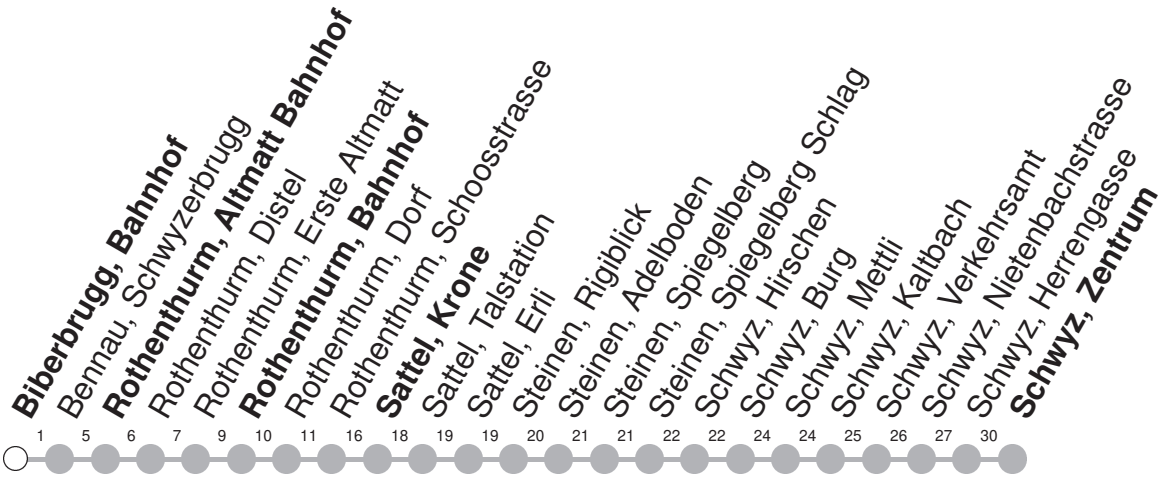 Biberbrugg, Bahnhof
Bennau, Schwyzerbrugg
Rothenthurm, Altmatt Bahnhof
Rothenthurm, Distel
Rothenthurm, Erste Altmatt
Rothenthurm, Bahnhof
Rothenthurm, Dorf
Rothenthurm, Schoosstrasse
Sattel, Krone
Sattel, Talstation
Sattel, Erli
Steinen, Rigiblick
Steinen, Adelboden
Steinen, Spiegelberg
Steinen, Spiegelberg Schlag
Schwyz, Hirschen
Schwyz, Burg
Schwyz, Mettli
Schwyz, Kaltbach
Schwyz, Verkehrsamt
Schwyz, Nietenbachstrasse
Schwyz, Herrengasse
Schwyz, Zentrum
1 5 6 7 9 10 11 16 18 19 19 20 21 21 22 22 24 24 25 26 27 30